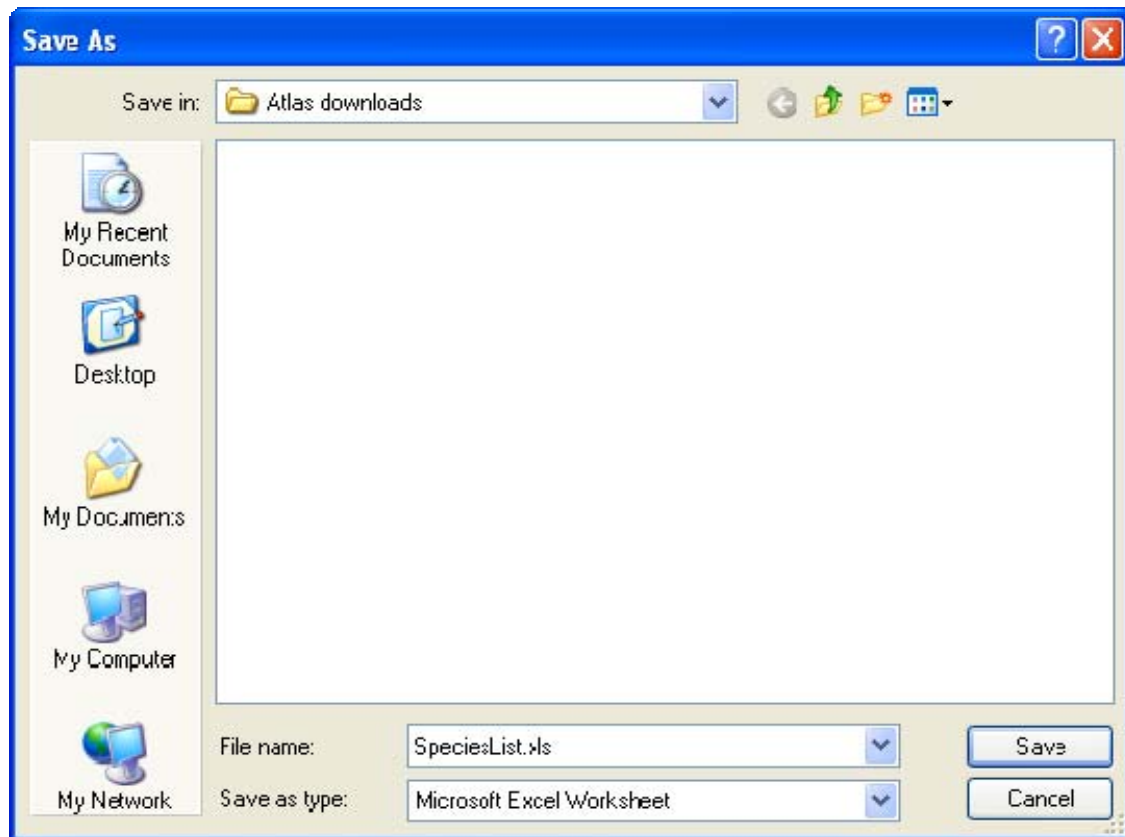 Save As
Save in:
Atlas downloads
My Recent
Documents
Desktop
My Documents
My Computer
My Network
File name:
SpeciesList.xls
Save as type:
Microsoft Excel Worksheet
Save
Cancel